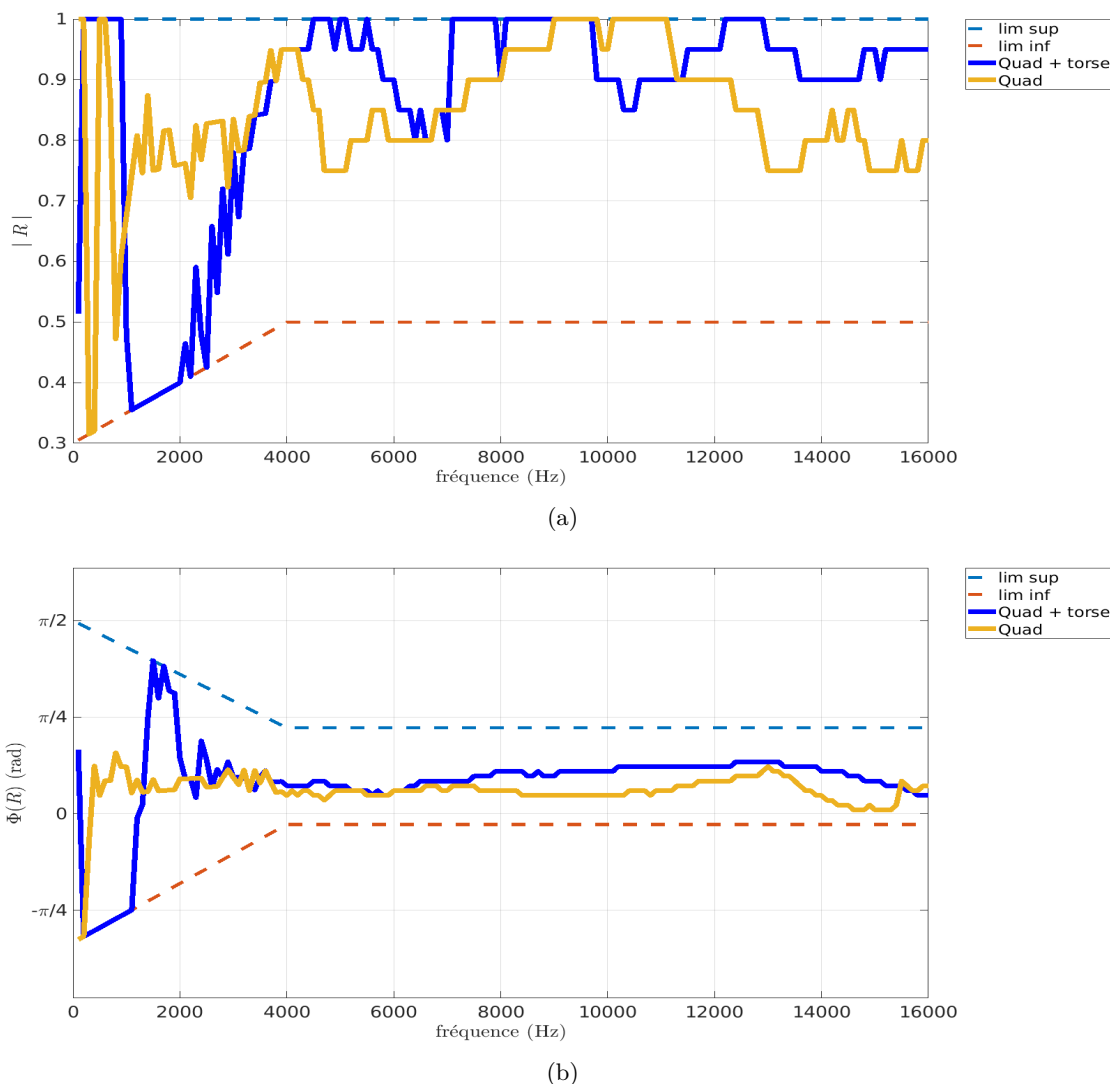 1
0.9
0.8
0.7
0.6
0.5
0.4
0.3
| R |
0 2000 4000 6000 8000 10000 12000 14000 16000
fréquence (Hz)
lim sup
lim inf
Quad + torse
Quad
(a)
π/2
π/4
0
-π/4
Φ(R) (rad)
0 2000 4000 6000 8000 10000 12000 14000 16000
fréquence (Hz)
lim sup
lim inf
Quad + torse
Quad
(b)